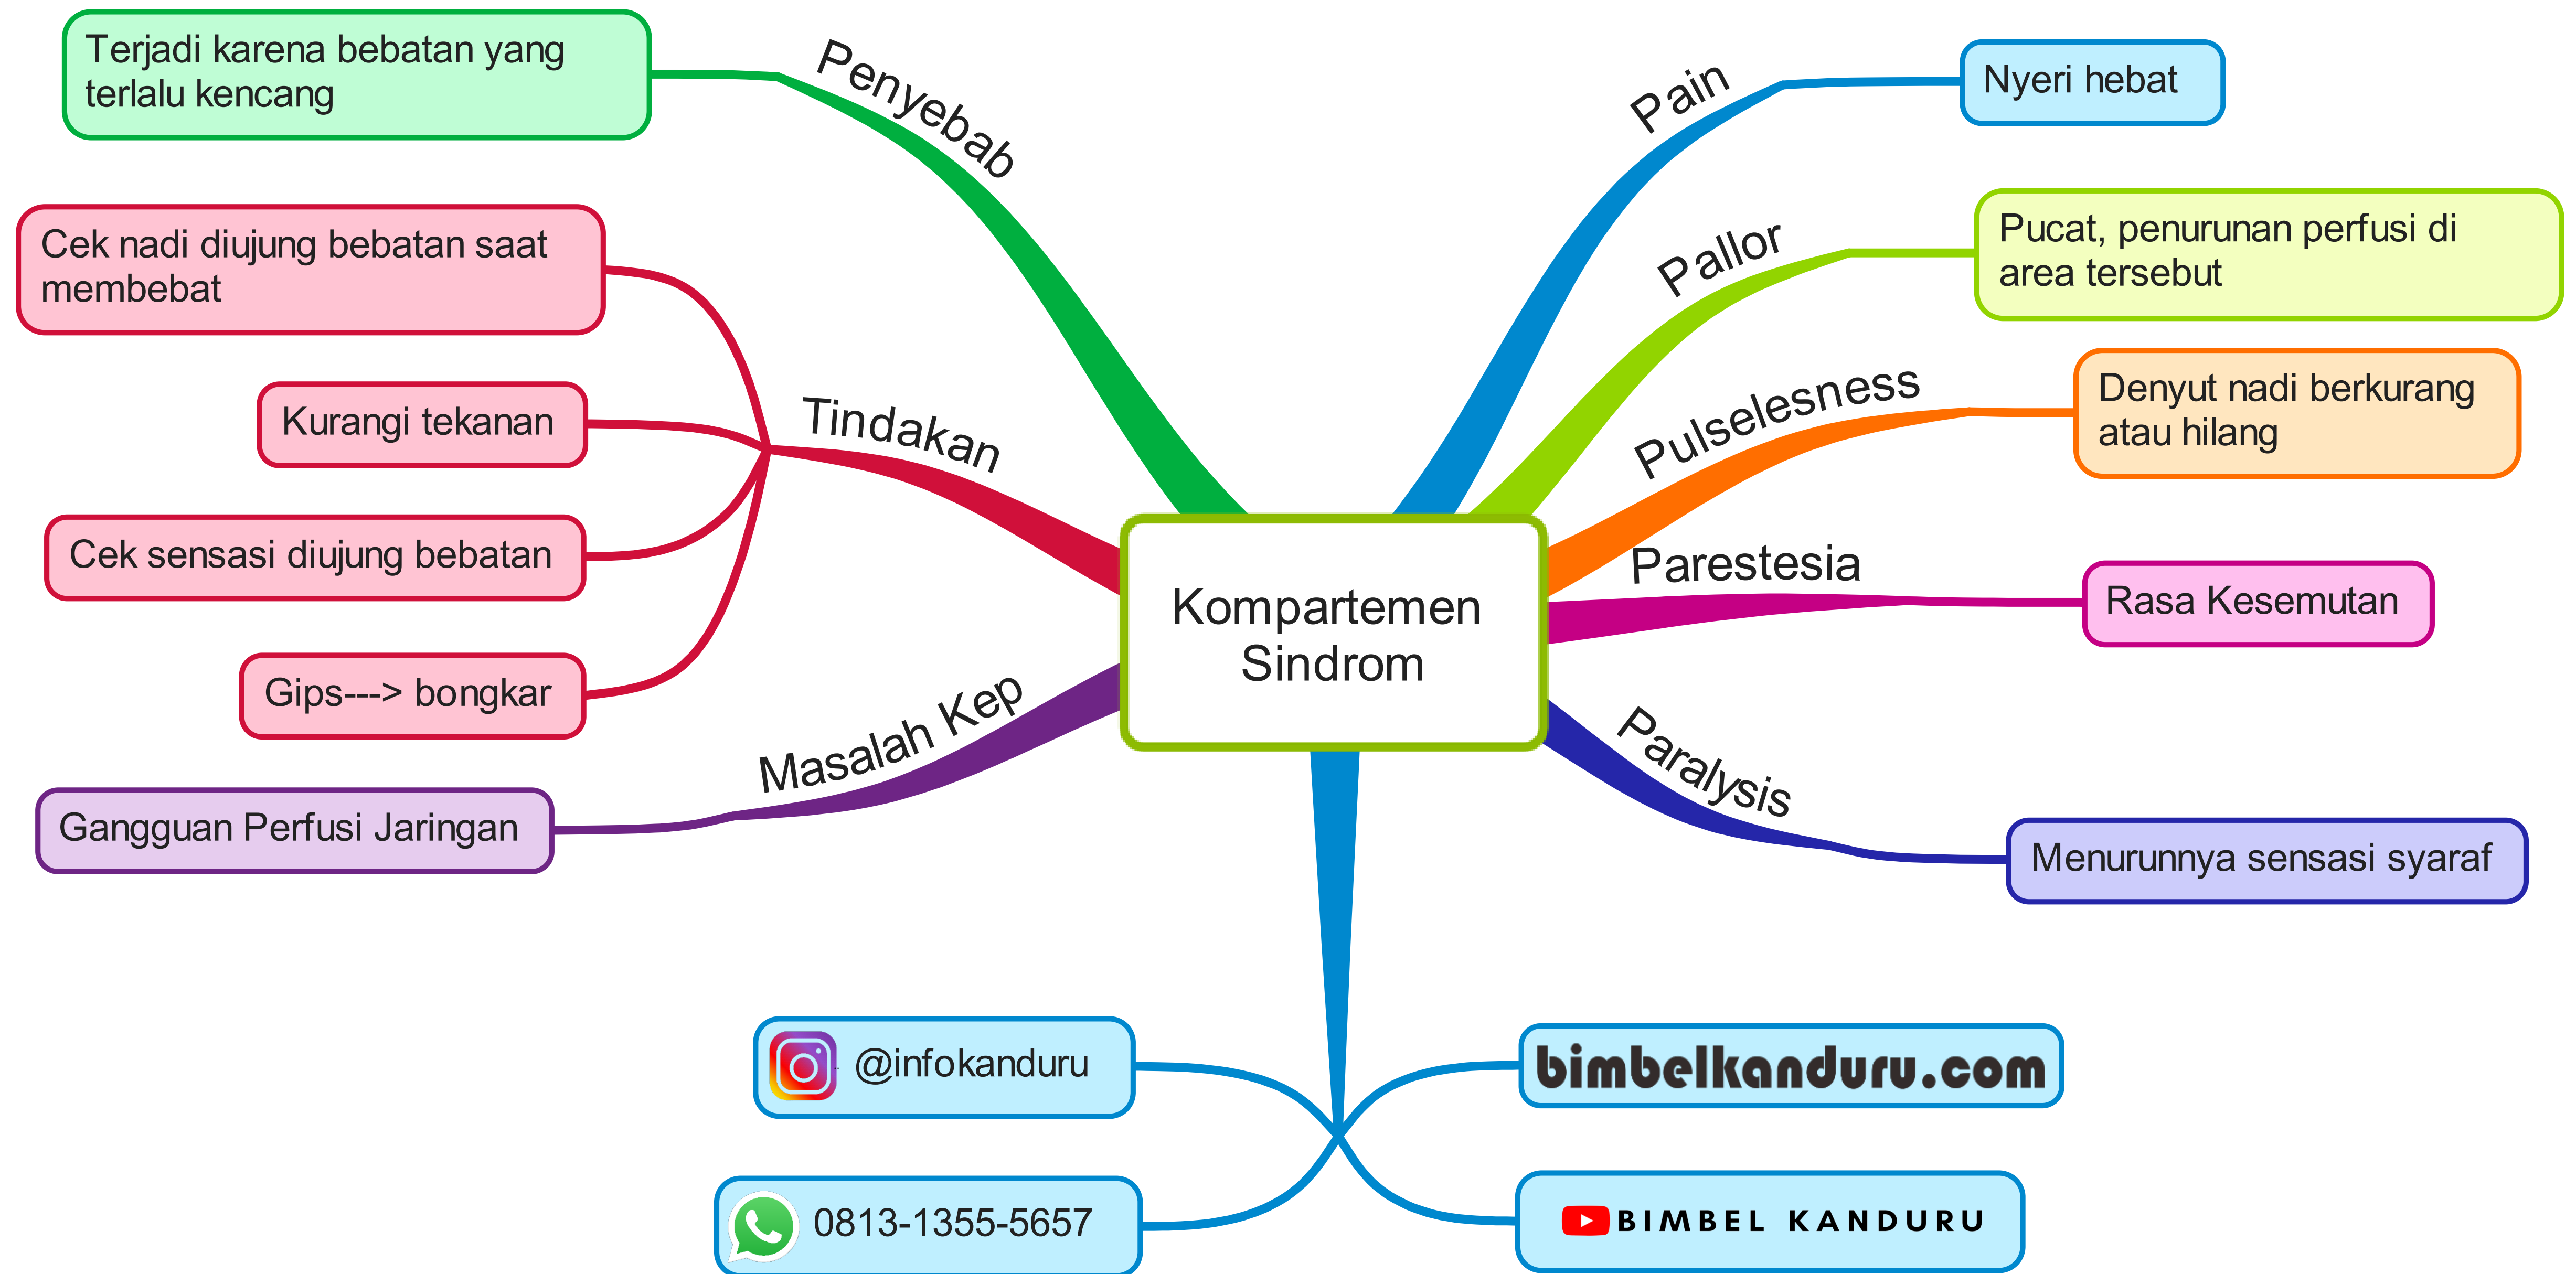 Kompartemen
Sindrom
Penyebab
Terjadi karena bebatan yang
terlalu kencang
Tindakan
Cek nadi diujung bebatan saat
membebat
Kurangi tekanan
Cek sensasi diujung bebatan
Gips---> bongkar
Masalah Kep
Gangguan Perfusi Jaringan
Pain
Nyeri hebat
Pallor
Pucat, penurunan perfusi di
area tersebut
Pulselesness
Denyut nadi berkurang
atau hilang
Parestesia
Rasa Kesemutan
Paralysis
Menurunnya sensasi syaraf
@infokanduru
0813-1355-5657
bimbelkanduru.com
BIMBEL KANDURU